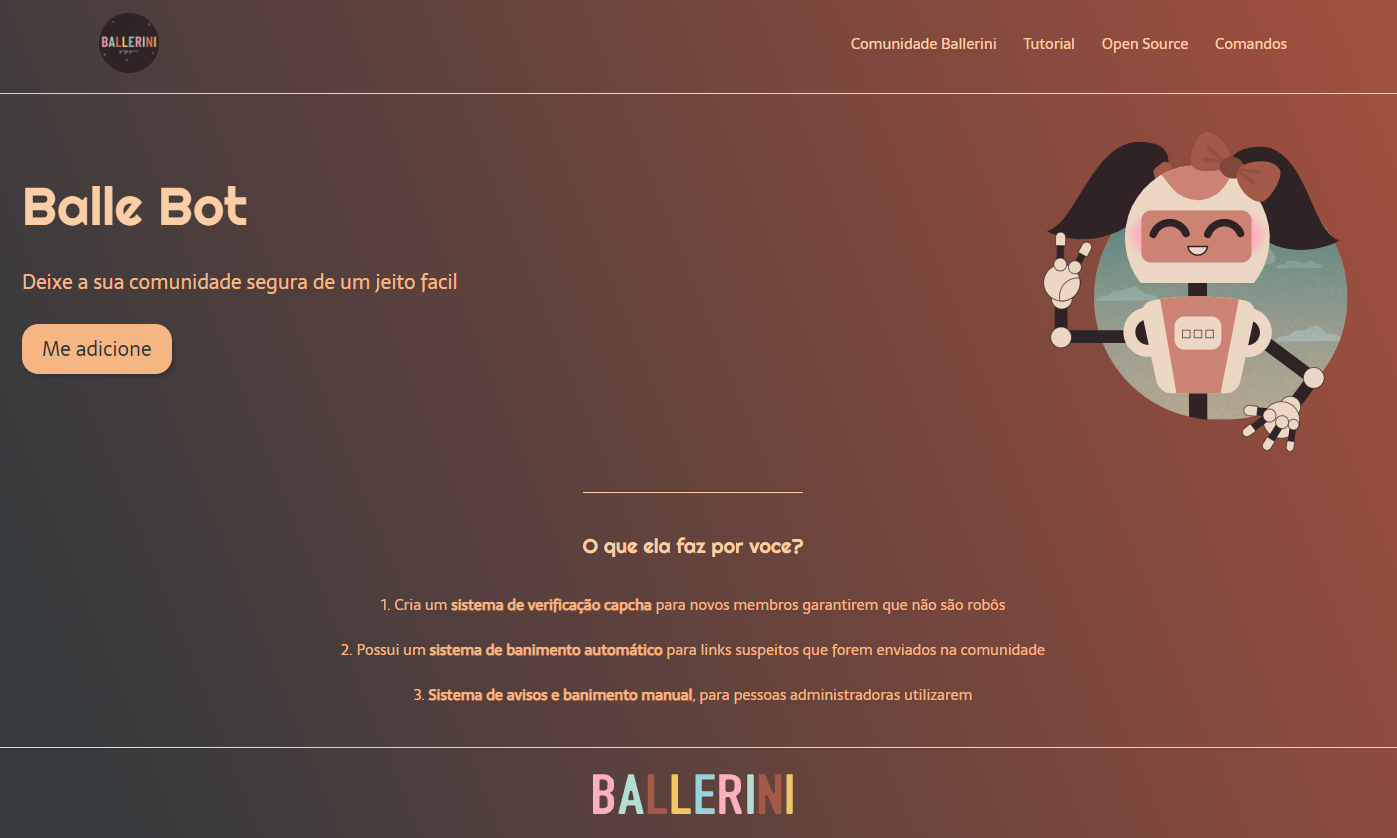 BALLERINI
Comunidade Ballerini
Tutorial
Open Source
Comandos
Balle Bot
Deixe a sua comunidade segura de um jeito facil
Me adicione
O que ela faz por voce?
1. Cria um sistema de verificação capcha para novos membros garantirem que não são robôs
2. Possui um sistema de banimento automático para links suspeitos que forem enviados na comunidade
3. Sistema de avisos e banimento manual, para pessoas administradoras utilizarem
BALLERINI